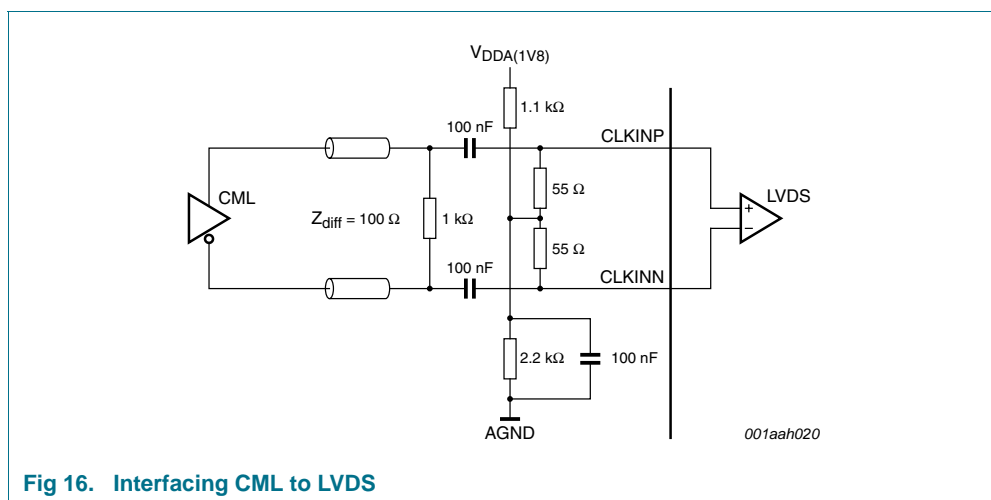 VDDA(1V8)
1.1 kΩ
100 nF
CLKINP
55 Ω
CML
LVDS
Zdiff = 100 Ω
1 kΩ
+
−
55 Ω
100 nF
CLKINN
2.2 kΩ
100 nF
AGND
001aah020
Fig 16. Interfacing CML to LVDS